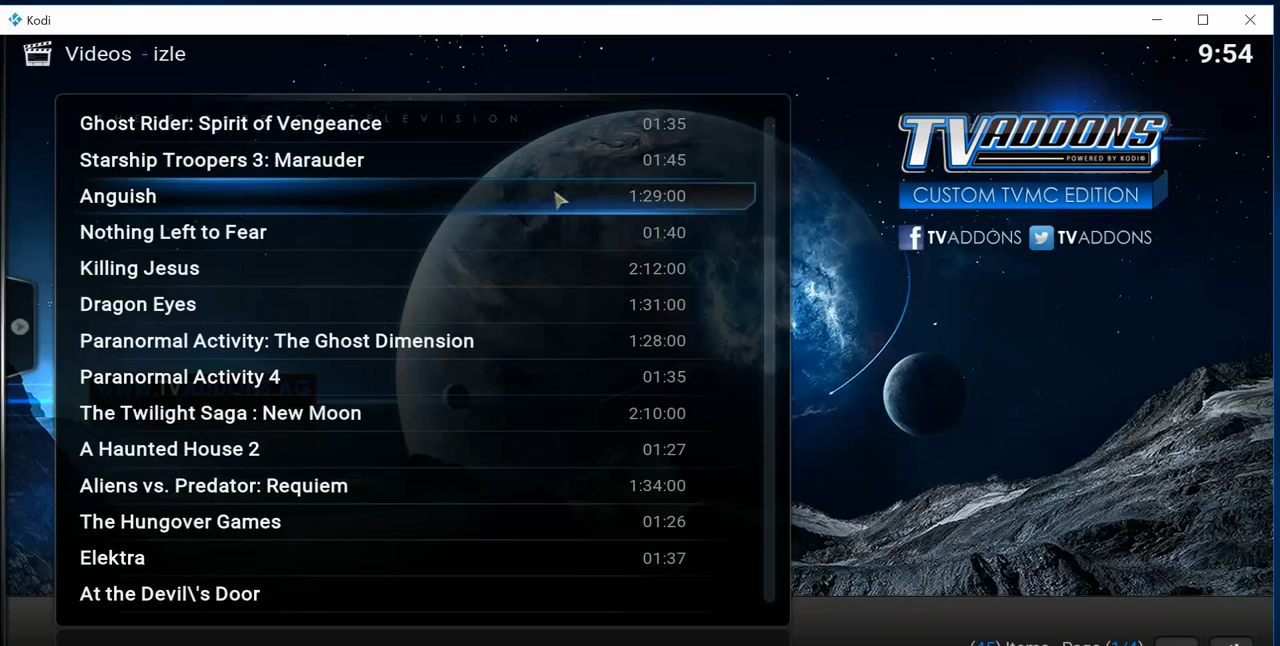 Kodi
Videos - izle
9:54
Ghost Rider: Spirit of Vengeance 01:35
Starship Troopers 3: Marauder 01:45
Anguish 1:29:00
Nothing Left to Fear 01:40
Killing Jesus 2:12:00
Dragon Eyes 1:31:00
Paranormal Activity: The Ghost Dimension 1:28:00
Paranormal Activity 4 01:35
The Twilight Saga : New Moon 2:10:00
A Haunted House 2 01:27
Aliens vs. Predator: Requiem 1:34:00
The Hungover Games 01:26
Elektra 01:37
At the Devil\'s Door
TVADDONS
POWERED BY KODI®
CUSTOM TVMC EDITION
TVADDONS TVADDONS